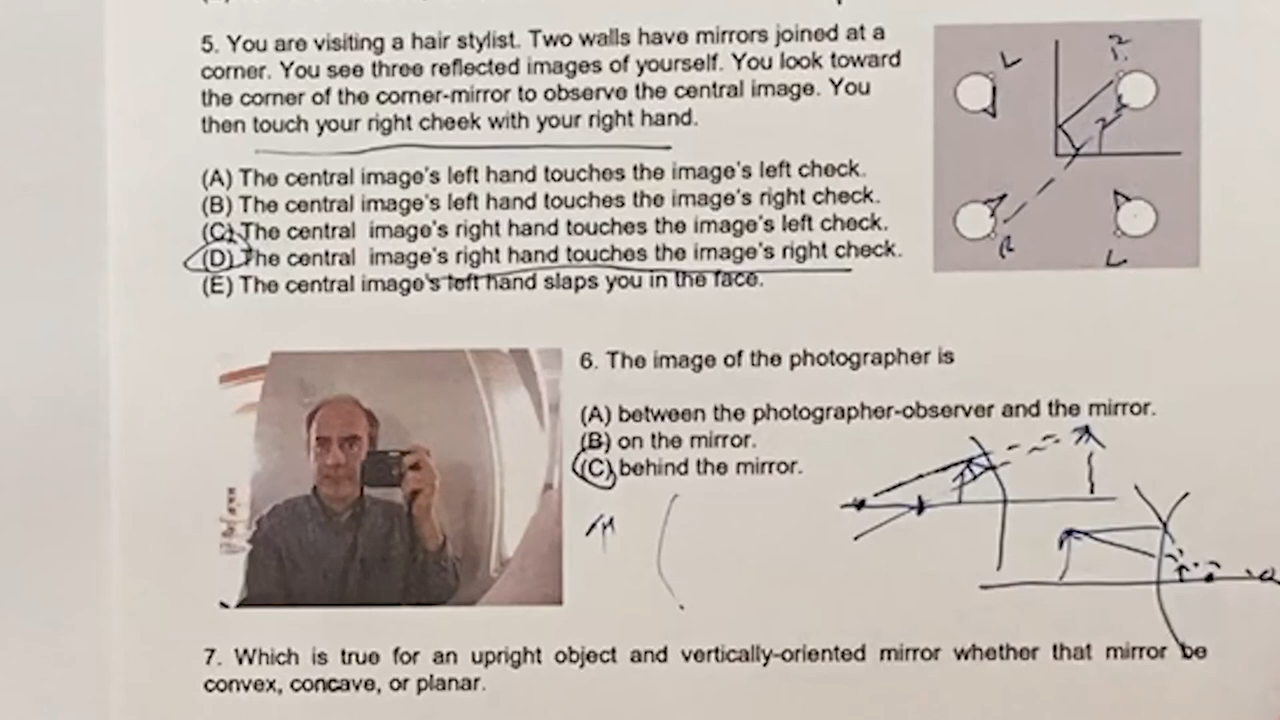 5. You are visiting a hair stylist. Two walls have mirrors joined at a
corner. You see three reflected images of yourself. You look toward
the corner of the corner-mirror to observe the central image. You
then touch your right cheek with your right hand.
(A) The central image's left hand touches the image's left check.
(B) The central image's left hand touches the image's right check.
(C) The central image's right hand touches the image's left check.
(D) The central image's right hand touches the image's right check.
(E) The central image's left hand slaps you in the face.
L
R
L
6. The image of the photographer is
(A) between the photographer-observer and the mirror.
(B) on the mirror.
(C) behind the mirror.
7. Which is true for an upright object and vertically-oriented mirror whether that mirror be
convex, concave, or planar.